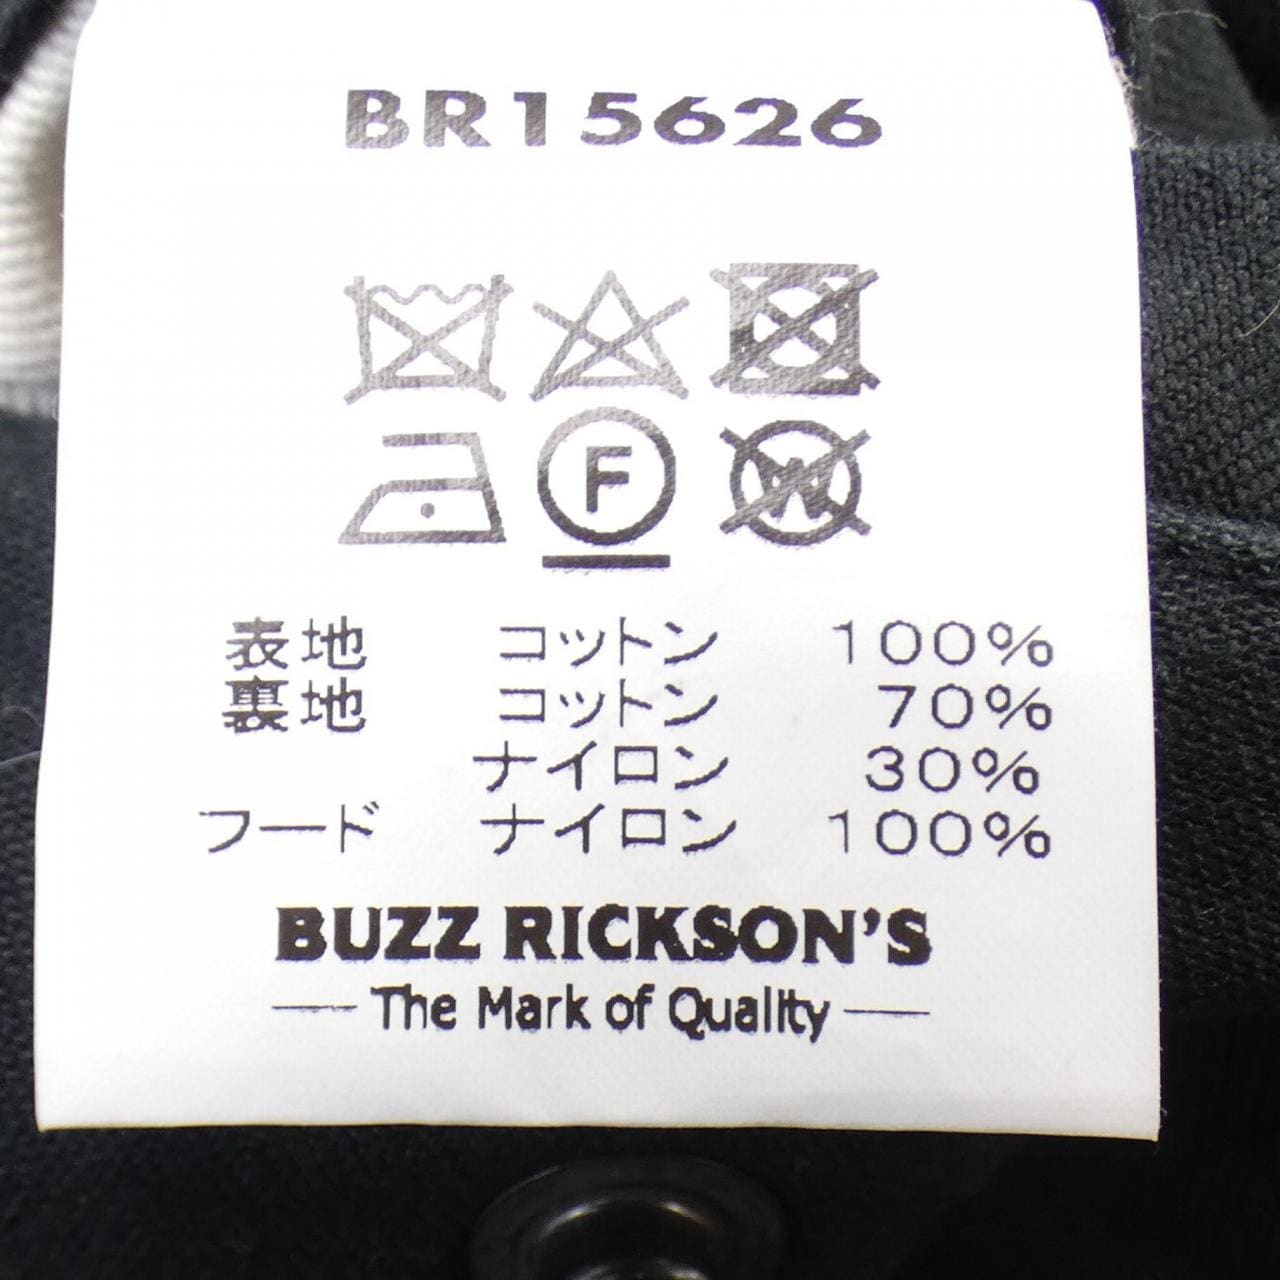 BR15626
F
W
表地 コットン 100%
裏地 コットン 70%
ナイロン 30%
フード ナイロン 100%
BUZZ RICKSON'S
The Mark of Quality